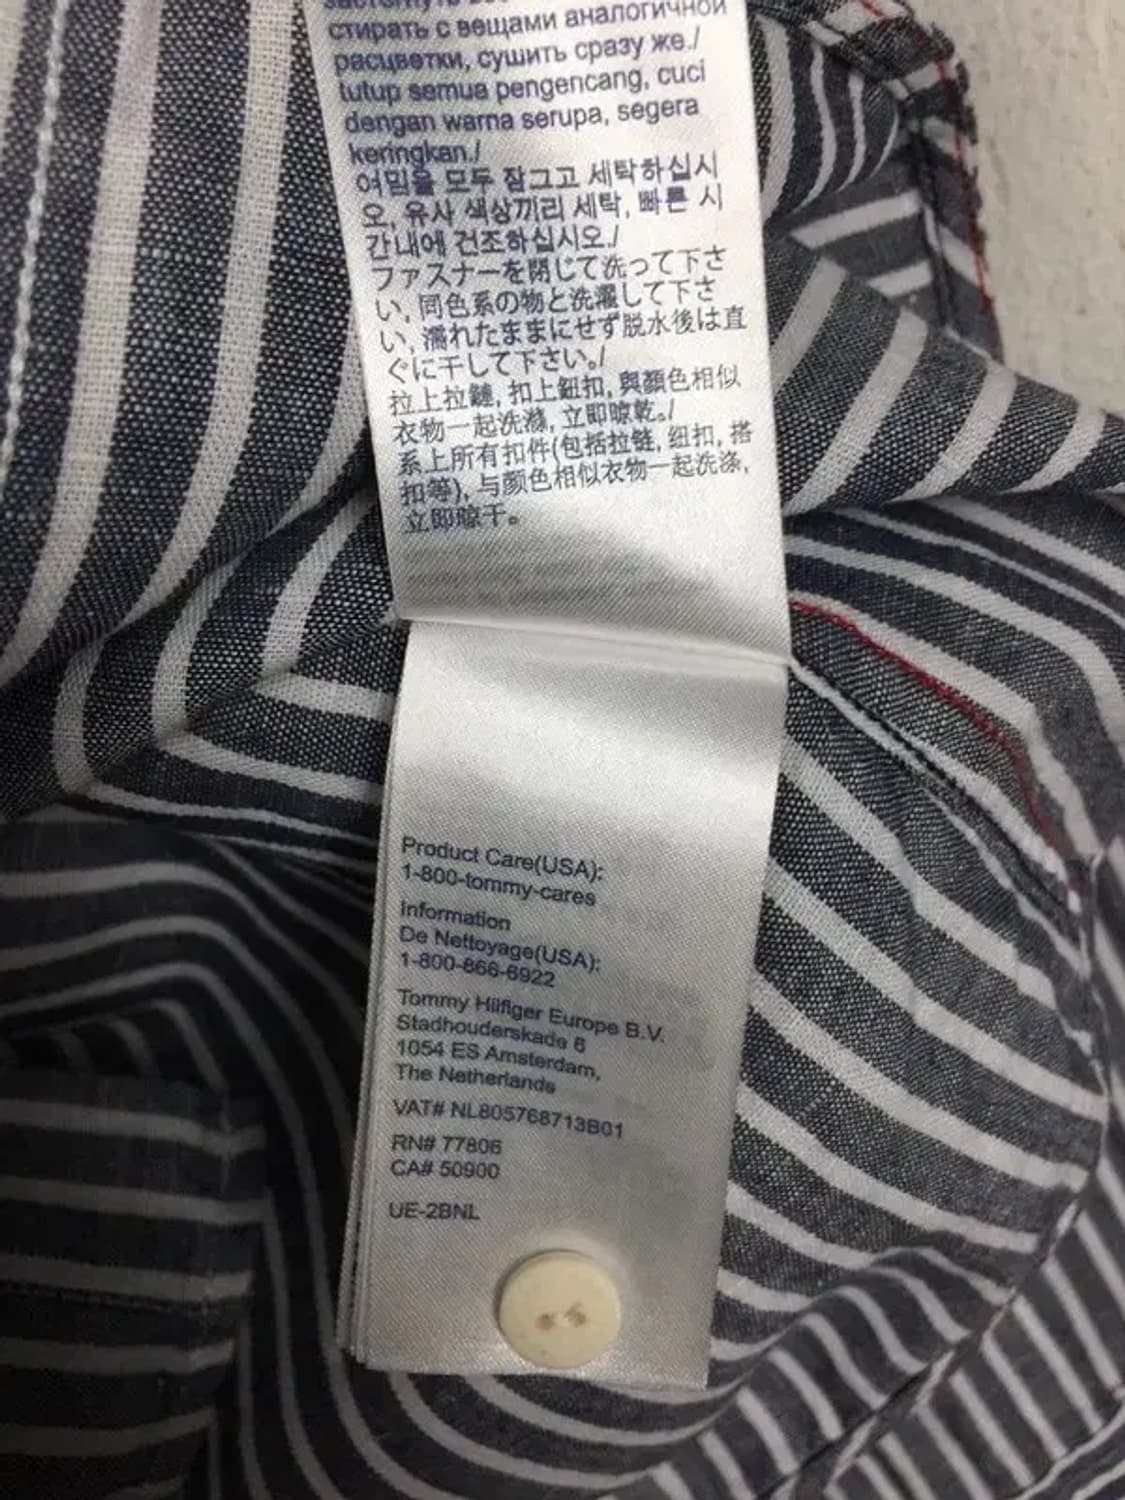 стирать с вещами аналогичной
расцветки, сушить сразу же./
tutup semua pengencang, cuci
dengan warna serupa, segera
keringkan./
여밈을 모두 잠그고 세탁하십시
오, 유사 색상끼리 세탁, 빠른 시
간내에 건조하십시오./
ファスナーを閉じて洗って下さ
い, 同色系の物と洗濯して下さ
い, 濡れたままにせず脱水後は直
ぐに干して下さい。/
拉上拉鏈, 扣上鈕扣, 與顏色相似
衣物一起洗滌, 立即晾乾。/
系上所有扣件(包括拉链, 纽扣, 搭
扣等), 与颜色相似衣物一起洗涤,
立即晾干。
Product Care(USA):
1-800-tommy-cares
Information
De Nettoyage(USA):
1-800-866-6922
Tommy Hilfiger Europe B.V.
Stadhouderskade 6
1054 ES Amsterdam,
The Netherlands
VAT# NL805768713B01
RN# 77806
CA# 50900
UE-2BNL